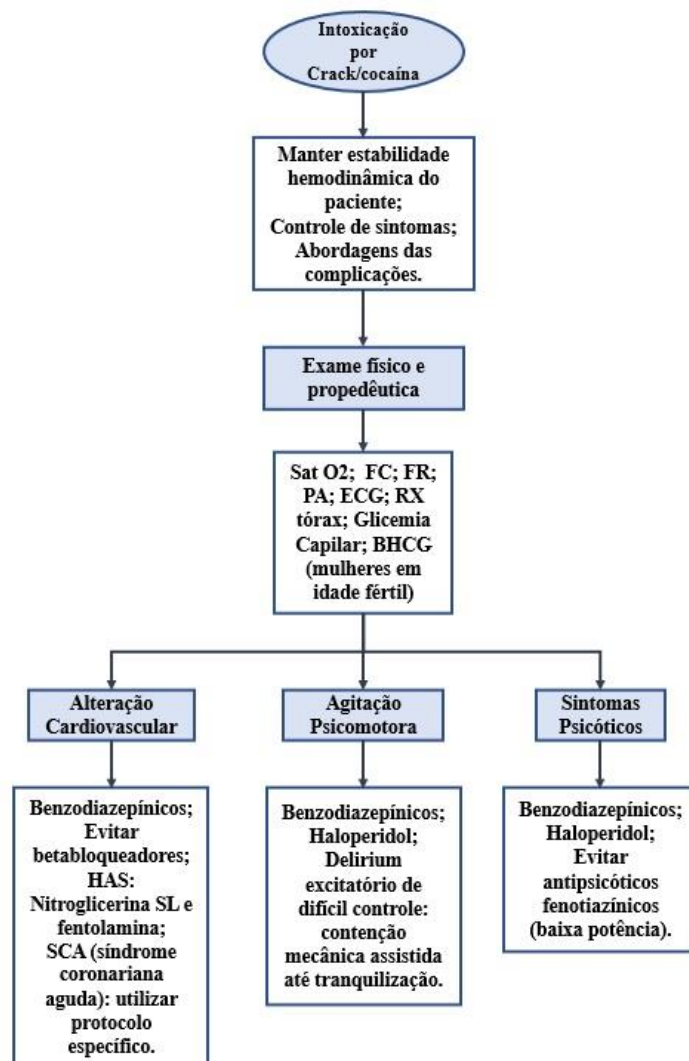 Intoxicação
por
Crack/cocaína
Manter estabilidade
hemodinâmica do
paciente;
Controle de sintomas;
Abordagens das
complicações.
Exame físico e
propedêutica
Sat O2; FC; FR;
PA; ECG; RX
tórax; Glicemia
Capilar; BHCG
(mulheres em
idade fértil)
Alteração
Cardiovascular
Benzodiazepínicos;
Evitar
betabloqueadores;
HAS:
Nitroglicerina SL e
fentolamina;
SCA (síndrome
coronariana
aguda): utilizar
protocolo
específico.
Agitação
Psicomotora
Benzodiazepínicos;
Haloperidol;
Delirium
excitatório de
difícil controle:
contenção
mecânica assistida
até tranquilização.
Sintomas
Psicóticos
Benzodiazepínicos;
Haloperidol;
Evitar
antipsicóticos
fenotiazínicos
(baixa potência).